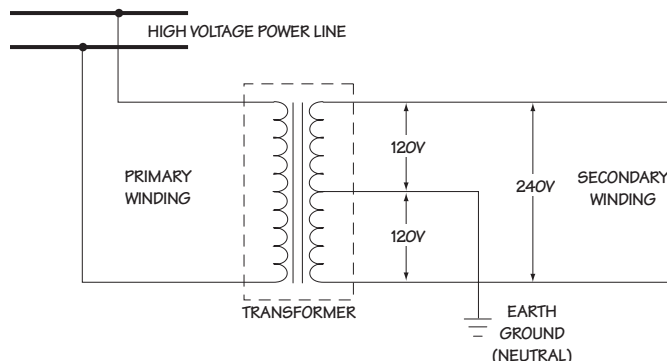 HIGH VOLTAGE POWER LINE
PRIMARY
WINDING
120V
120V
240V
SECONDARY
WINDING
TRANSFORMER
EARTH
GROUND
(NEUTRAL)